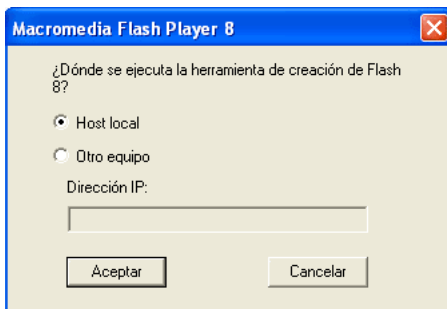 Macromedia Flash Player 8
¿Dónde se ejecuta la herramienta de creación de Flash
8?
Host local
Otro equipo
Dirección IP:
Aceptar
Cancelar